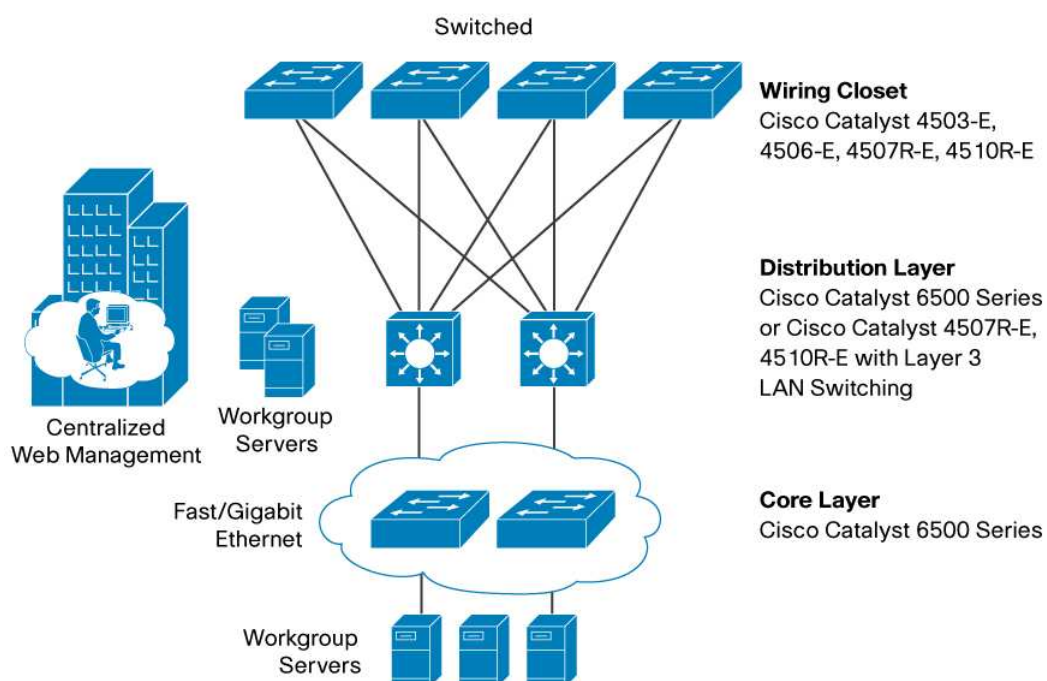 Switched
Wiring Closet
Cisco Catalyst 4503-E,
4506-E, 4507R-E, 4510R-E
Distribution Layer
Cisco Catalyst 6500 Series
or Cisco Catalyst 4507R-E,
4510R-E with Layer 3
LAN Switching
Centralized
Web Management
Workgroup
Servers
Fast/Gigabit
Ethernet
Core Layer
Cisco Catalyst 6500 Series
Workgroup
Servers